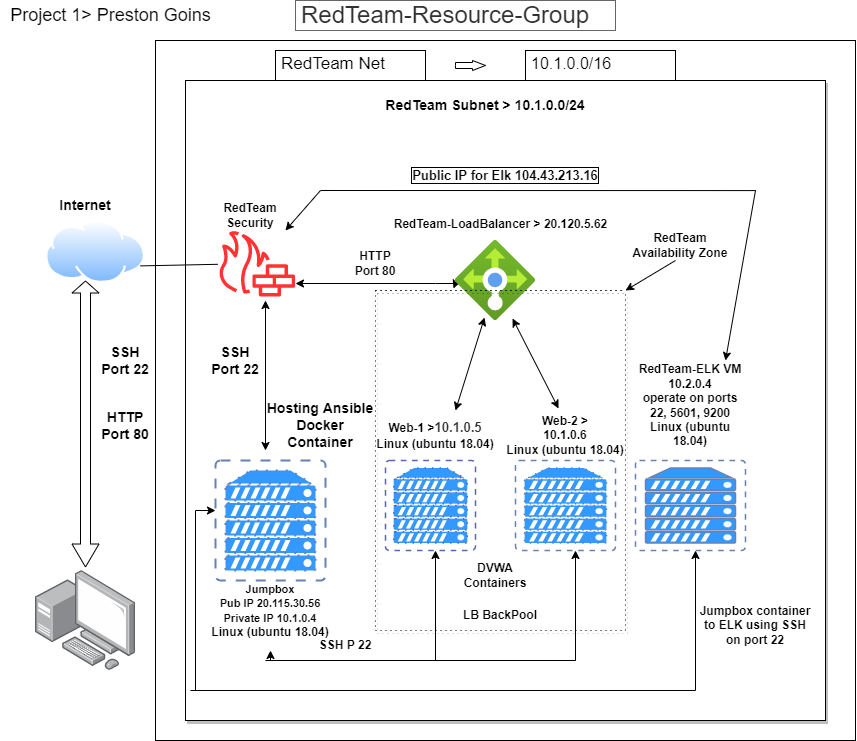 Project 1> Preston Goins
RedTeam-Resource-Group
RedTeam Net
10.1.0.0/16
RedTeam Subnet > 10.1.0.0/24
Public IP for Elk 104.43.213.16
Internet
RedTeam
Security
RedTeam-LoadBalancer > 20.120.5.62
HTTP
Port 80
RedTeam
Availability Zone
SSH
Port 22
HTTP
Port 80
SSH
Port 22
Hosting Ansible
Docker
Container
Web-1 >10.1.0.5
Linux (ubuntu 18.04)
Web-2 >
10.1.0.6
Linux (ubuntu 18.04)
RedTeam-ELK VM
10.2.0.4
operate on ports
22, 5601, 9200
Linux (ubuntu
18.04)
Jumpbox
Pub IP 20.115.30.56
Private IP 10.1.0.4
Linux (ubuntu 18.04)
SSH P 22
DVWA
Containers
LB BackPool
Jumpbox container
to ELK using SSH
on port 22